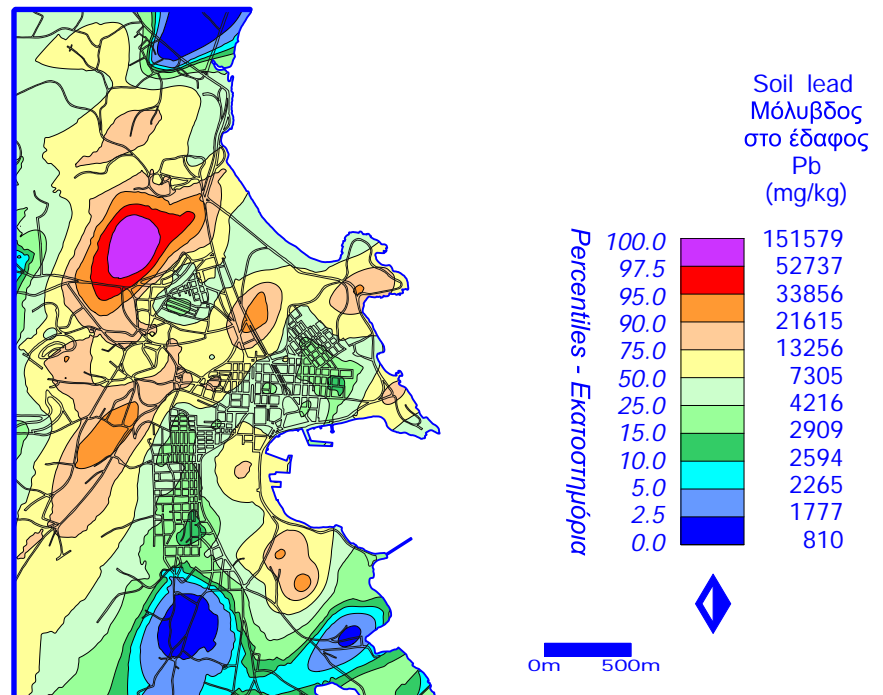 Soil lead
Μόλυβδος
στο έδαφος
Pb
(mg/kg)
Percentiles - Εκατοστημόρια
100.0 151579
97.5 52737
95.0 33856
90.0 21615
75.0 13256
50.0 7305
25.0 4216
15.0 2909
10.0 2594
5.0 2265
2.5 1777
0.0 810
0m 500m